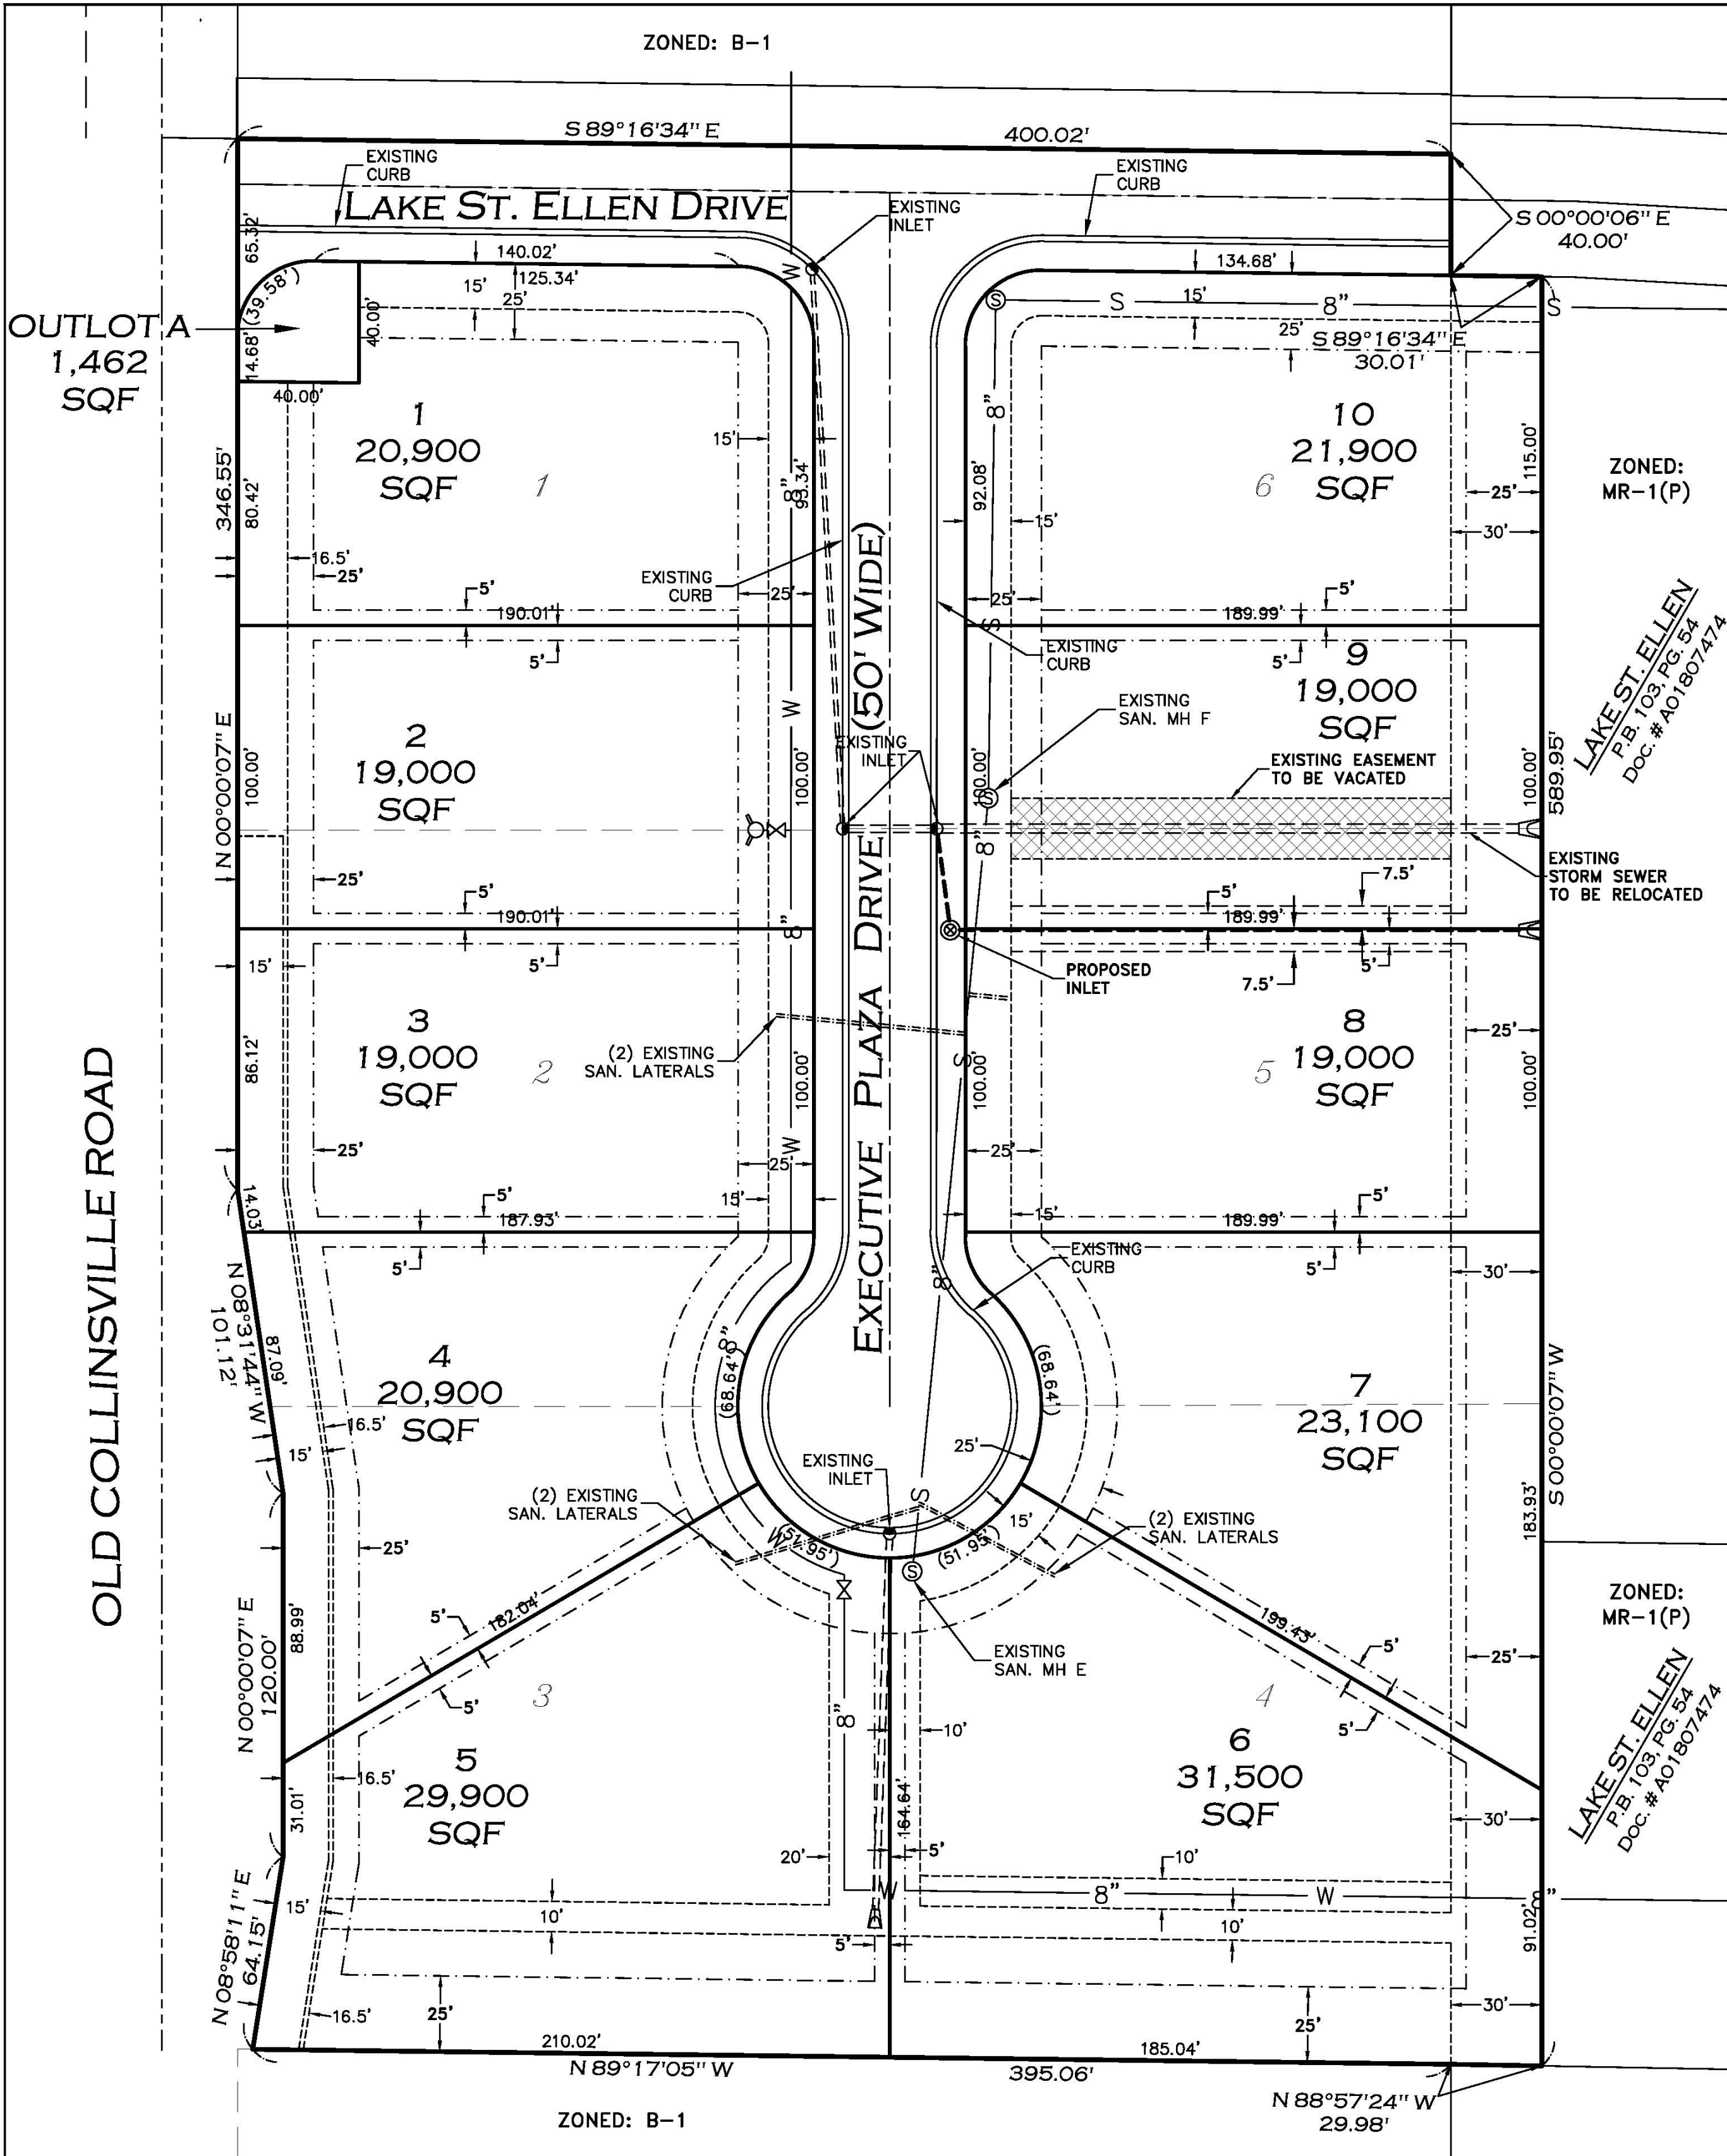 ZONED: B-1
S 89°16'34" E
400.02'
EXISTING
CURB
EXISTING
CURB
LAKE ST. ELLEN DRIVE
EXISTING
INLET
S 00°00'06" E
40.00'
65.32'
140.02'
134.68'
125.34'
15'
25'
W
S
15'
8"
S
(39.58')
40.00'
25'
S 89°16'34" E
30.01'
OUTLOT A
1,462
SQF
14.68'
40.00'
1
20,900
SQF
1
10
21,900
SQF
6
8"
15'
8"
93.34'
92.08'
115.00'
ZONED:
MR-1(P)
346.55'
80.42'
25'
30'
15'
16.5'
25'
EXISTING
CURB
5'
25'
25'
5'
190.01'
189.99'
S
5'
5'
EXISTING
CURB
LAKE ST. ELLEN
P.B. 103, PG. 54
DOC. # A01807474
9
19,000
SQF
EXISTING
SAN. MH F
2
19,000
SQF
W
N 00°00'07" E
100.00'
100.00'
EXISTING
INLET
100.00'
EXISTING EASEMENT
TO BE VACATED
100.00'
589.95'
S
8"
EXISTING
STORM SEWER
TO BE RELOCATED
25'
5'
5'
7.5'
190.01'
189.99'
8"
5'
5'
7.5'
15'
PROPOSED
INLET
EXECUTIVE PLAZA DRIVE (50' WIDE)
3
19,000
SQF
2
(2) EXISTING
SAN. LATERALS
8
19,000
SQF
5
25'
86.12'
100.00'
S
100.00'
100.00'
OLD COLLINSVILLE ROAD
25'
W
25'
25'
14.03'
5'
15'
15'
5'
187.93'
189.99'
5'
EXISTING
CURB
5'
30'
8"
N 08°31'44" W
101.12'
87.09'
4
20,900
SQF
8"
(68.64')
(68.64')
7
23,100
SQF
S 00°00'07" W
16.5'
15'
25'
EXISTING
INLET
(2) EXISTING
SAN. LATERALS
S
15'
(2) EXISTING
SAN. LATERALS
183.93'
25'
W
(51.95')
(51.95')
S
N 00°00'07" E
120.00'
88.99'
5'
182.04'
5'
199.43'
5'
5'
25'
ZONED:
MR-1(P)
EXISTING
SAN. MH E
3
4
8"
10'
LAKE ST. ELLEN
P.B. 103, PG. 54
DOC. # A01807474
5
29,900
SQF
6
31,500
SQF
16.5'
31.01'
164.64'
30'
20'
5'
10'
W
8"
W
8"
N 08°58'11" E
64.15'
15'
10'
10'
5'
91.02'
16.5'
25'
25'
30'
210.02'
185.04'
N 89°17'05" W
395.06'
N 88°57'24" W
29.98'
ZONED: B-1